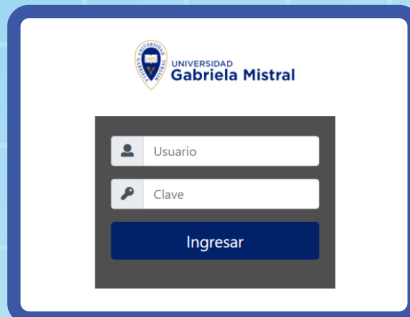 UNIVERSIDAD
Gabriela Mistral
Usuario
Clave
Ingresar